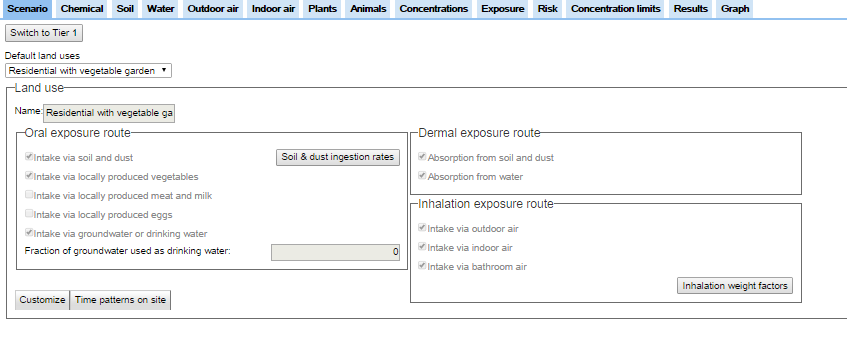 Scenario Chemical Soil Water Outdoor air Indoor air Plants Animals Concentrations Exposure Risk Concentration limits Results Graph
Switch to Tier 1
Default land uses
Residential with vegetable garden
Land use
Name: Residential with vegetable ga
Oral exposure route
Intake via soil and dust
Soil & dust ingestion rates
Intake via locally produced vegetables
Intake via locally produced meat and milk
Intake via locally produced eggs
Intake via groundwater or drinking water
Fraction of groundwater used as drinking water: 0
Dermal exposure route
Absorption from soil and dust
Absorption from water
Inhalation exposure route
Intake via outdoor air
Intake via indoor air
Intake via bathroom air
Inhalation weight factors
Customize Time patterns on site